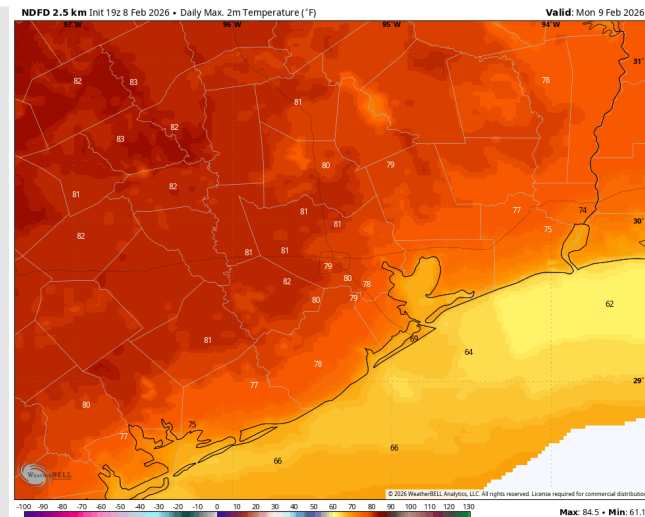 NDFD 2.5 km Init 19z 8 Feb 2026 • Daily Max. 2m Temperature (°F)
Valid: Mon 9 Feb 2026
97°W 96°W 95°W 94°W
31°
82 83 78
81
82
83
80 79
82
81
81 77 74
30°
82 81 75
81 81
79
82 80 78
80 79
62
69
81 64
78
29°
77
80
75
77
66
66
WEATHERBELL
© 2026 WeatherBELL Analytics, LLC. All rights reserved. License required for commercial distributio
-100 -90 -80 -70 -60 -50 -40 -30 -20 -10 0 10 20 30 40 50 60 70 80 90 100 110 120 130
Max: 84.5 • Min: 61.1